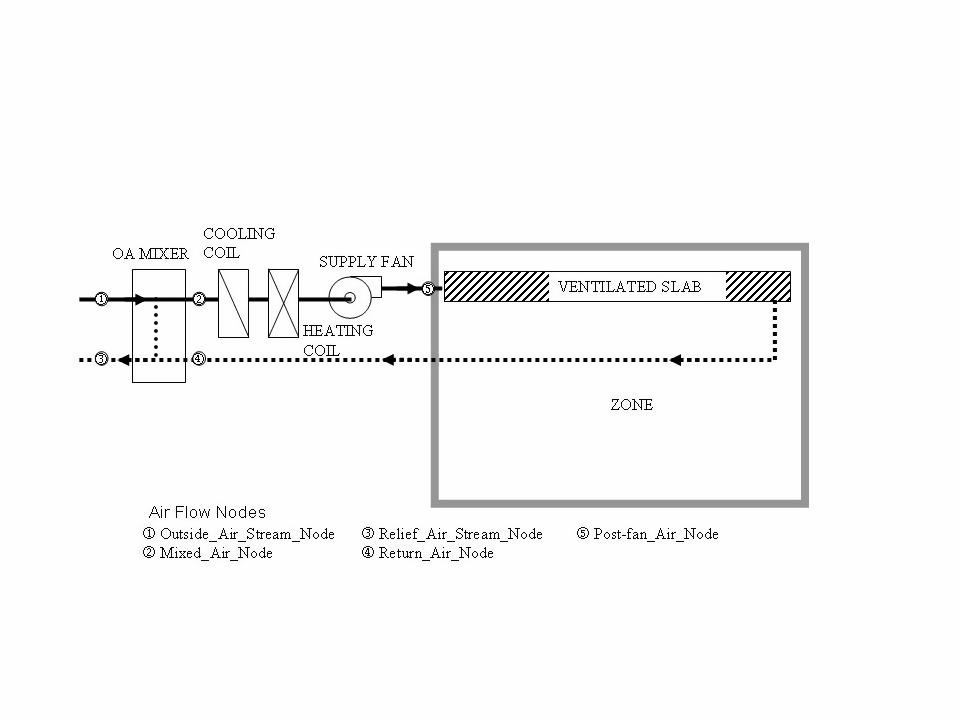 COOLING
COIL
OA MIXER
SUPPLY FAN
① ② ⑤
VENTILATED SLAB
HEATING
COIL
③ ④
ZONE
Air Flow Nodes
① Outside_Air_Stream_Node ③ Relief_Air_Stream_Node ⑤ Post-fan_Air_Node
② Mixed_Air_Node ④ Return_Air_Node